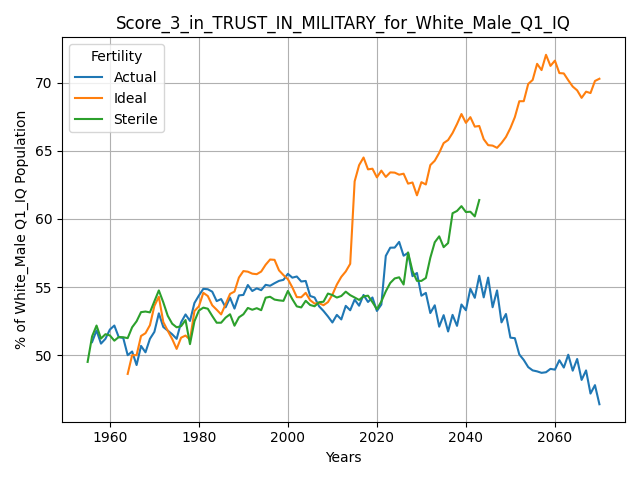 Score_3_in_TRUST_IN_MILITARY_for_White_Male_Q1_IQ
Fertility
Actual
Ideal
Sterile
% of White_Male Q1_IQ Population
70
65
60
55
50
1960 1980 2000 2020 2040 2060
Years